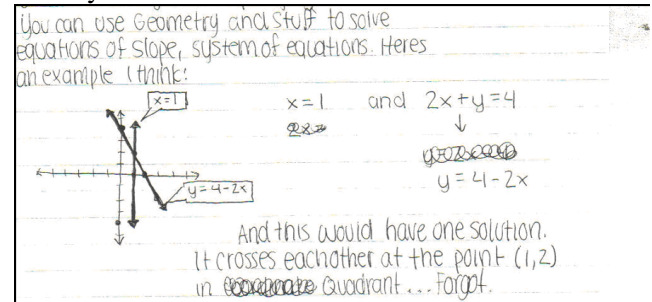 You can use Geometry and stuff to solve
equations of slope, system of equations. Heres
an example I think:
x=1
x=1 and 2x+y=4
y=4-2x
y=4-2x
And this would have one solution.
It crosses eachother at the point (1,2)
in Quadrant... Forgot.